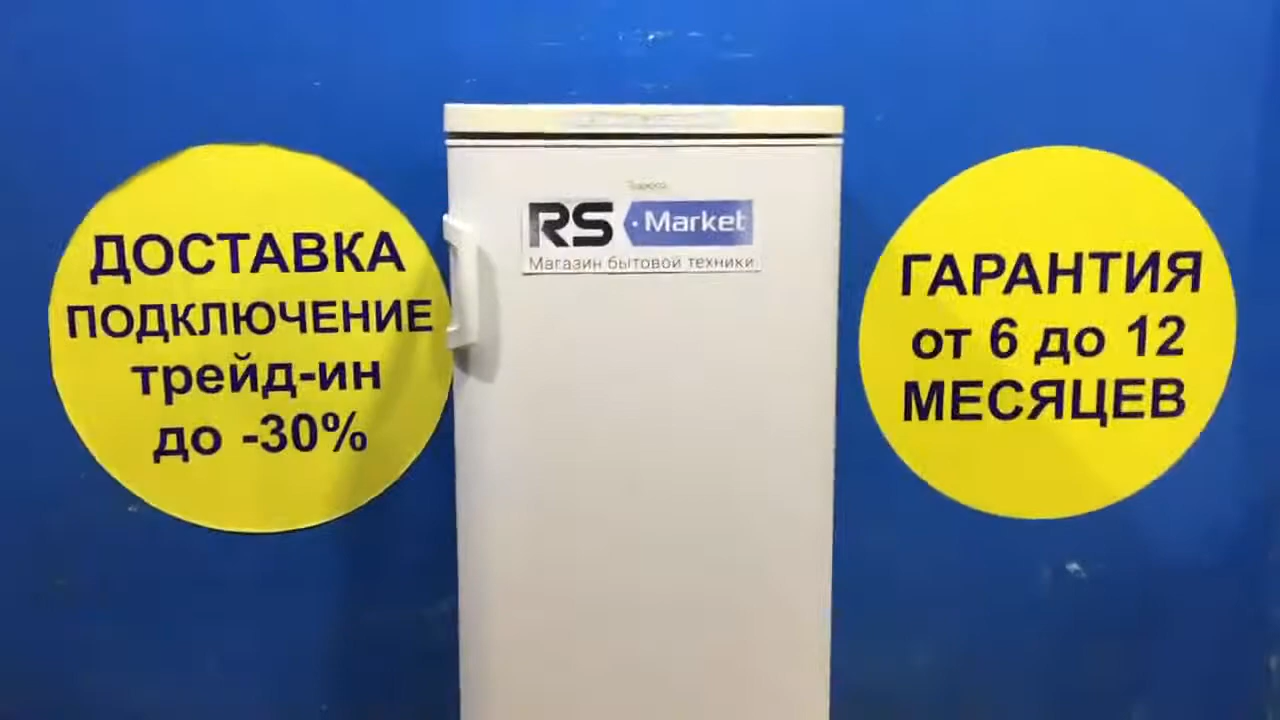 ДОСТАВКА
ПОДКЛЮЧЕНИЕ
трейд-ин
до -30%
RS Market
Магазин бытовой техники
ГАРАНТИЯ
от 6 до 12
МЕСЯЦЕВ